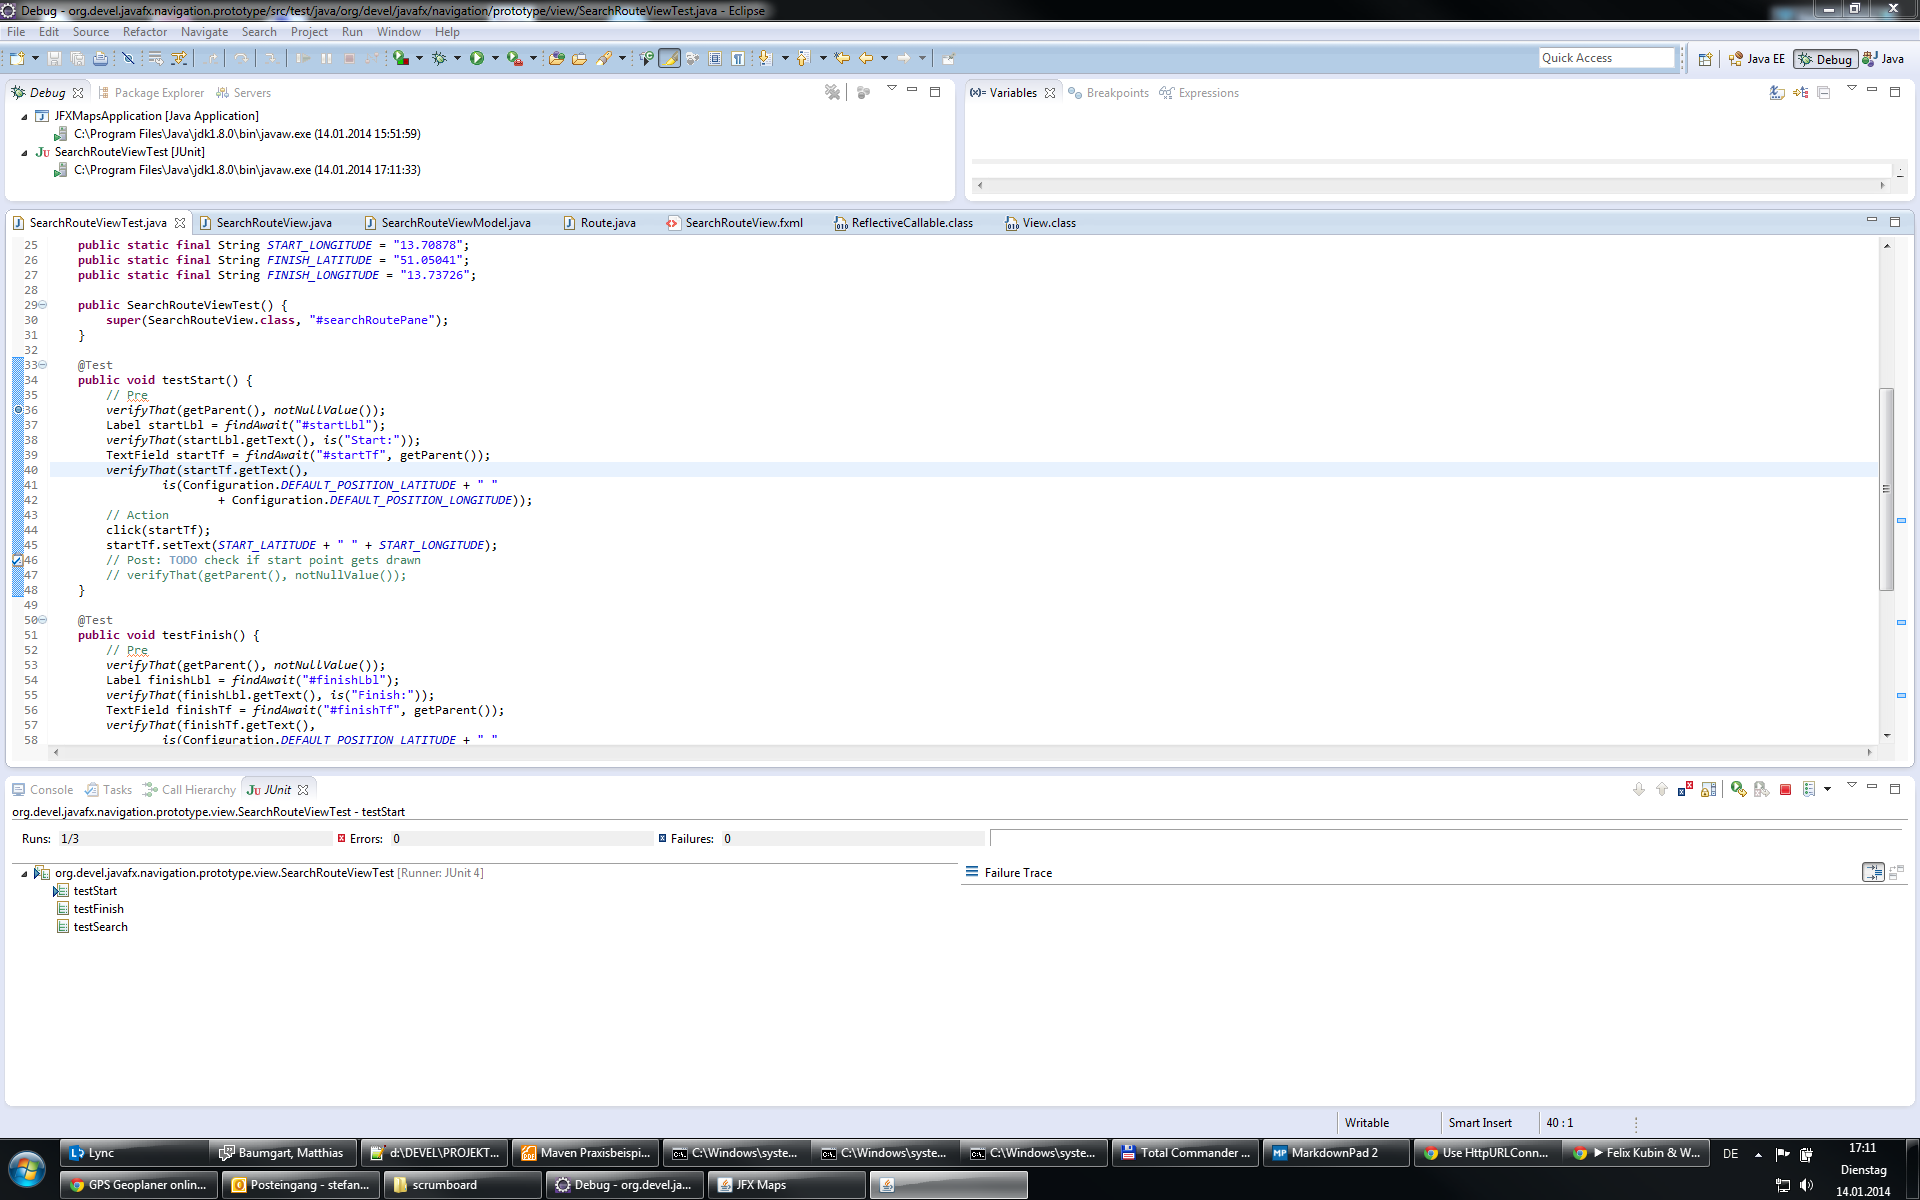 Debug - org.devel.javafx.navigation.prototype/src/test/java/org/devel/javafx/navigation/prototype/view/SearchRouteViewTest.java - Eclipse
File Edit Source Refactor Navigate Search Project Run Window Help
Quick Access
Java EE Debug Java
Debug Package Explorer Servers
(x)= Variables Breakpoints Expressions
JFXMapsApplication [Java Application]
C:\Program Files\Java\jdk1.8.0\bin\javaw.exe (14.01.2014 15:51:59)
SearchRouteViewTest [JUnit]
C:\Program Files\Java\jdk1.8.0\bin\javaw.exe (14.01.2014 17:11:33)
SearchRouteViewTest.java SearchRouteView.java SearchRouteViewModel.java Route.java SearchRouteView.fxml ReflectiveCallable.class View.class
25 public static final String START_LONGITUDE = "13.70878";
26 public static final String FINISH_LATITUDE = "51.05041";
27 public static final String FINISH_LONGITUDE = "13.73726";
28
29 public SearchRouteViewTest() {
30 super(SearchRouteView.class, "#searchRoutePane");
31 }
32
33 @Test
34 public void testStart() {
35 // Pre
36 verifyThat(getParent(), notNullValue());
37 Label startLbl = findAwait("#startLbl");
38 verifyThat(startLbl.getText(), is("Start:"));
39 TextField startTf = findAwait("#startTf", getParent());
40 verifyThat(startTf.getText(),
41 is(Configuration.DEFAULT_POSITION_LATITUDE + " "
42 + Configuration.DEFAULT_POSITION_LONGITUDE));
43 // Action
44 click(startTf);
45 startTf.setText(START_LATITUDE + " " + START_LONGITUDE);
46 // Post: TODO check if start point gets drawn
47 // verifyThat(getParent(), notNullValue());
48 }
49
50 @Test
51 public void testFinish() {
52 // Pre
53 verifyThat(getParent(), notNullValue());
54 Label finishLbl = findAwait("#finishLbl");
55 verifyThat(finishLbl.getText(), is("Finish:"));
56 TextField finishTf = findAwait("#finishTf", getParent());
57 verifyThat(finishTf.getText(),
58 is(Configuration.DEFAULT POSITION LATITUDE + " "
Console Tasks Call Hierarchy JUnit
org.devel.javafx.navigation.prototype.view.SearchRouteViewTest - testStart
Runs: 1/3 Errors: 0 Failures: 0
org.devel.javafx.navigation.prototype.view.SearchRouteViewTest [Runner: JUnit 4]
Failure Trace
testStart
testFinish
testSearch
Writable Smart Insert 40 : 1
Lync Baumgart, Matthias d:\DEVEL\PROJEKT... Maven Praxisbeispi... C:\Windows\syste... C:\Windows\syste... C:\Windows\syste... Total Commander ... MarkdownPad 2 Use HttpURLConn... Felix Kubin & W... DE 17:11
Dienstag
GPS Geoplaner onlin... Posteingang - stefan... scrumboard Debug - org.devel.ja... JFX Maps 14.01.2014